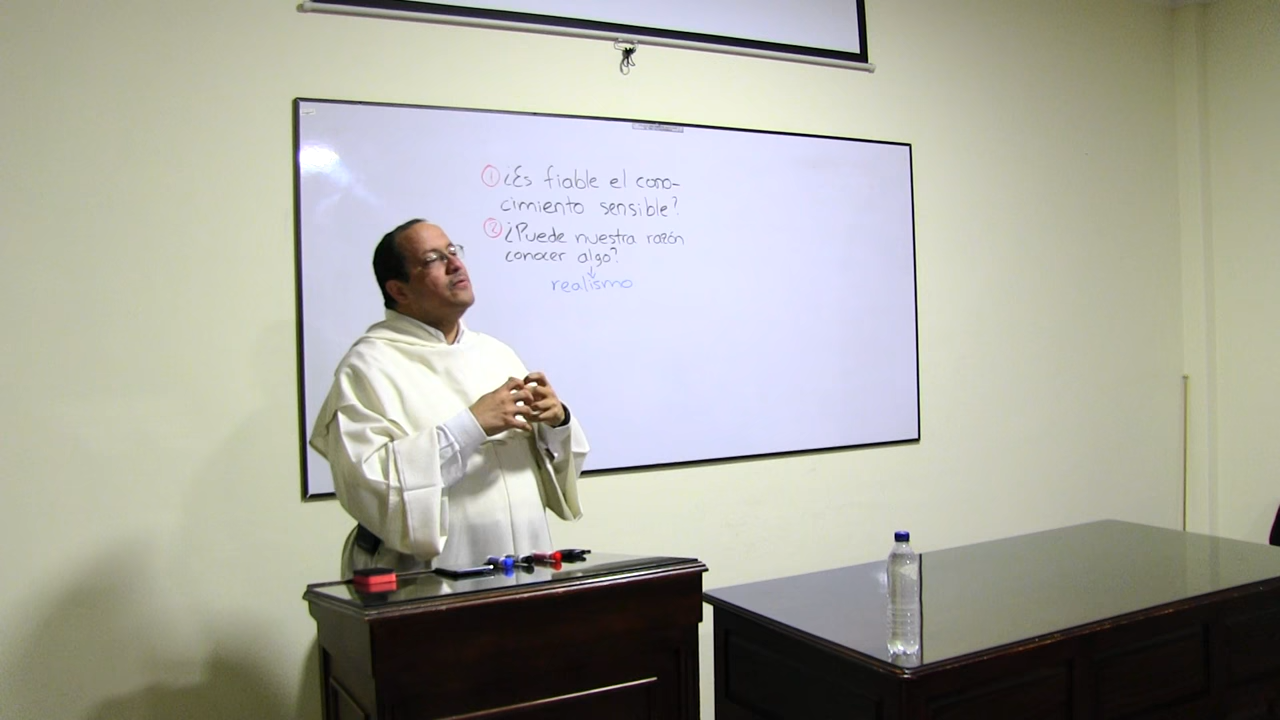 ① ¿Es fiable el cono-
cimiento sensible?
② ¿Puede nuestra razón
conocer algo?
↓
realismo